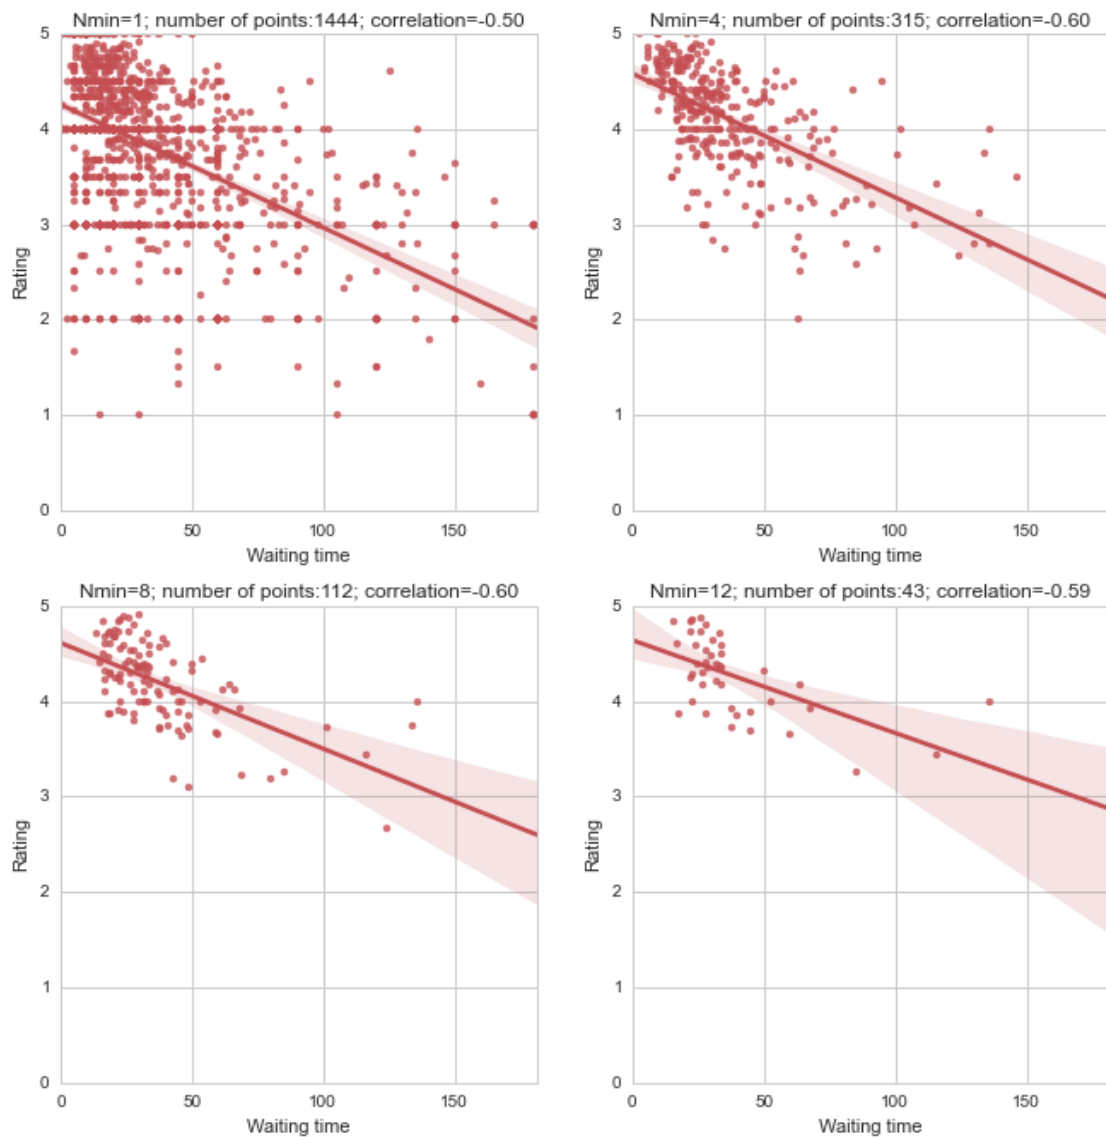 Nmin=1; number of points:1444; correlation=-0.50
5
4
3
2
1
0
Rating
0 50 100 150
Waiting time
Nmin=4; number of points:315; correlation=-0.60
5
4
3
2
1
0
Rating
0 50 100 150
Waiting time
Nmin=8; number of points:112; correlation=-0.60
5
4
3
2
1
0
Rating
0 50 100 150
Waiting time
Nmin=12; number of points:43; correlation=-0.59
5
4
3
2
1
0
Rating
0 50 100 150
Waiting time